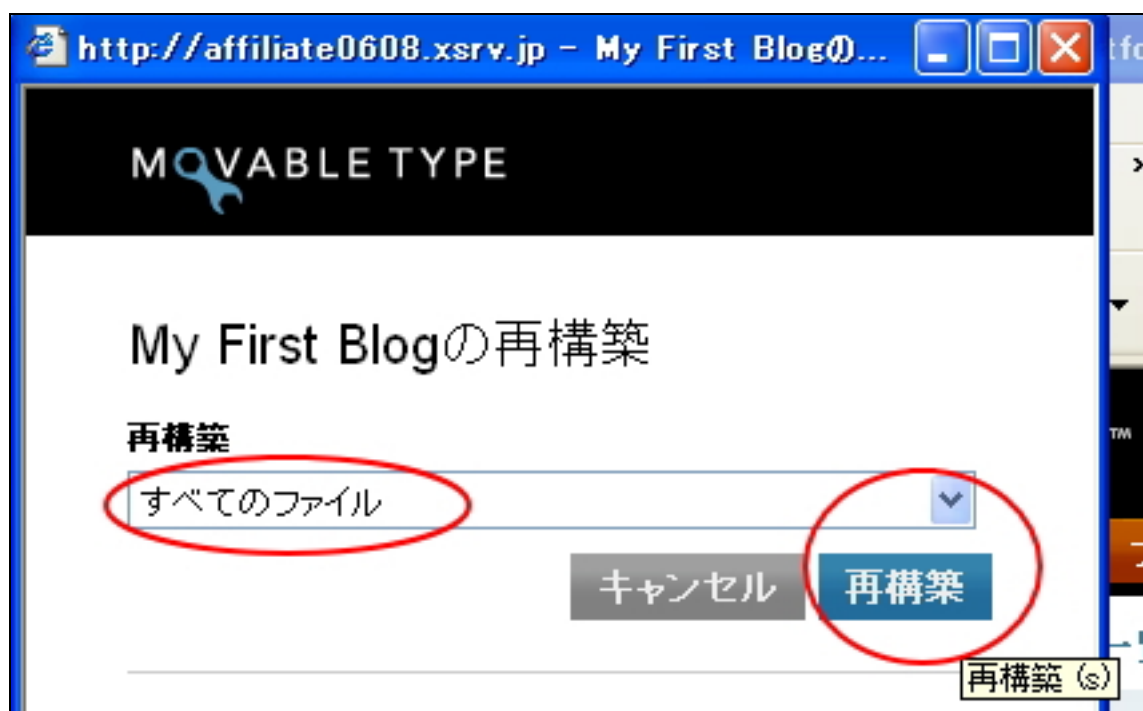 http://affiliate0608.xsrv.jp - My First Blogの...
MOVABLE TYPE
TM
My First Blogの再構築
再構築
すべてのファイル
キャンセル
再構築
再構築 (s)